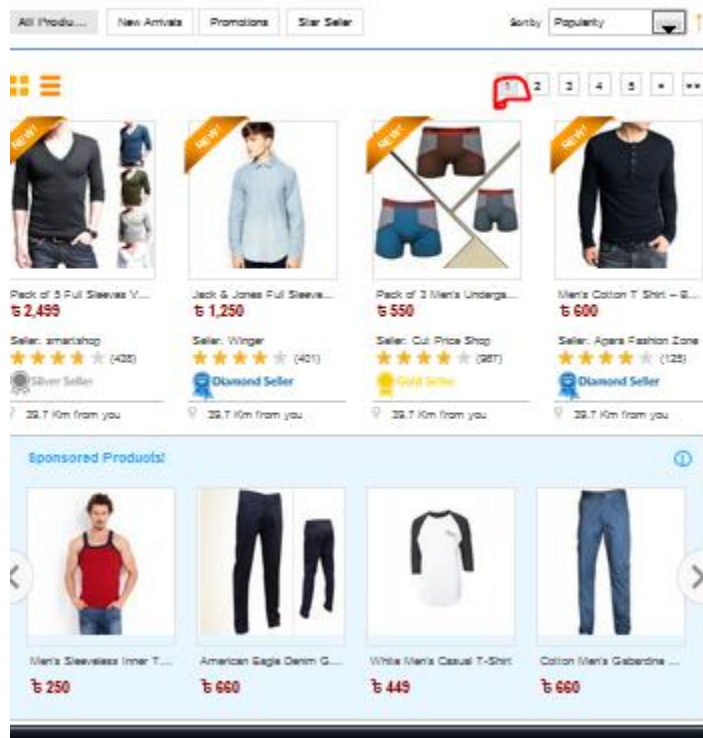 All Produ... New Arrivals Promotions Star Seller Sort by Popularity
1 2 3 4 5 » »»
NEW! NEW! NEW! NEW!
Pack of 5 Full Sleeves V... Jack & Jones Full Sleeve... Pack of 3 Men's Underga... Men's Cotton T Shirt – B...
৳ 2,499 ৳ 1,250 ৳ 550 ৳ 600
Seller: smartshop Seller: Winger Seller: Cut Price Shop Seller: Apara Fashion Zone
(428) (401) (987) (125)
Silver Seller Diamond Seller Gold Seller Diamond Seller
39.7 Km from you 39.7 Km from you 39.7 Km from you 39.7 Km from you
Sponsored Products!
Men's Sleeveless Inner T... American Eagle Denim G... White Men's Casual T-Shirt Cotton Men's Gabardine ...
৳ 250 ৳ 660 ৳ 449 ৳ 660